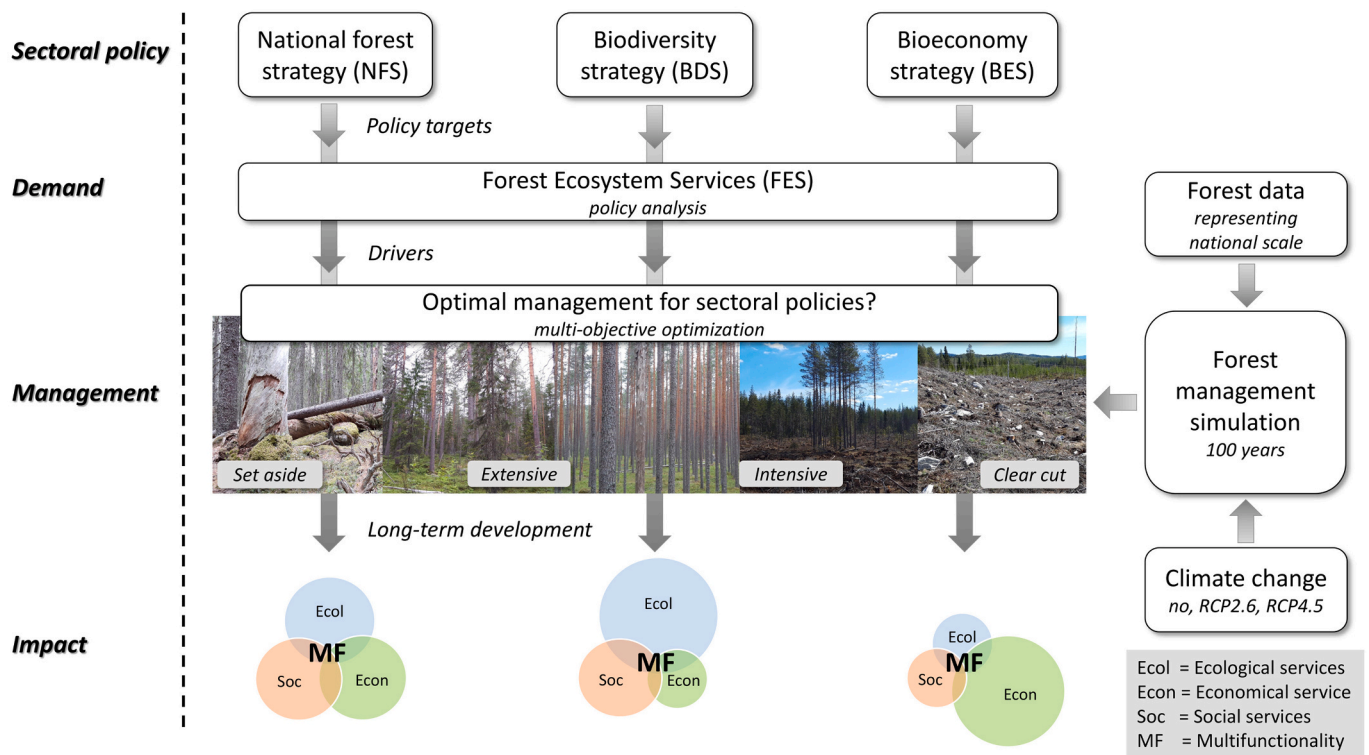 Sectoral policy
National forest
strategy (NFS)
Biodiversity
strategy (BDS)
Bioeconomy
strategy (BES)
Policy targets
Demand
Forest Ecosystem Services (FES)
policy analysis
Drivers
Forest data
representing
national scale
Optimal management for sectoral policies?
multi-objective optimization
Management
Set aside
Extensive
Intensive
Clear cut
Forest
management
simulation
100 years
Long-term development
Climate change
no, RCP2.6, RCP4.5
Impact
Ecol
MF
Soc
Econ
Ecol
MF
Soc
Econ
Ecol
MF
Soc
Econ
Ecol = Ecological services
Econ = Economical service
Soc = Social services
MF = Multifunctionality